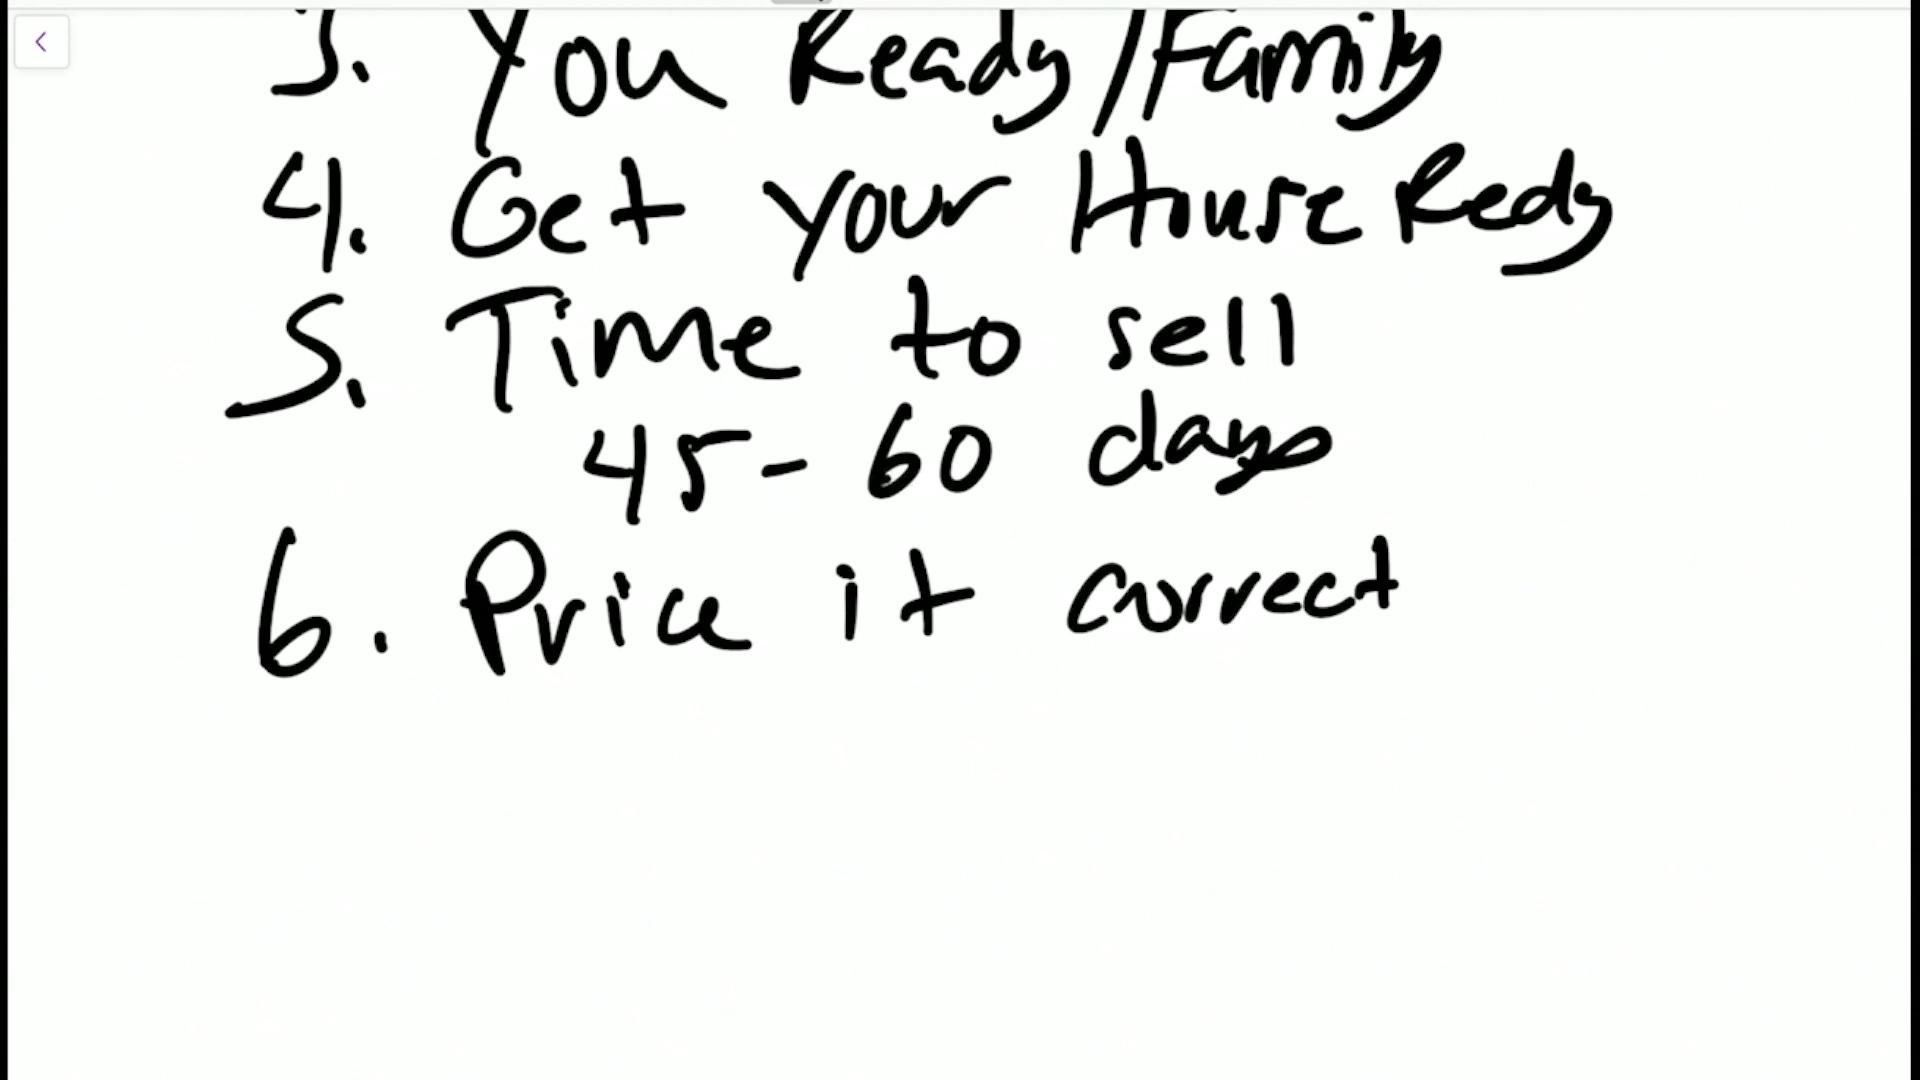 3. You Ready/Family
4. Get your House Redy
5. Time to sell
45-60 days
6. Price it correct